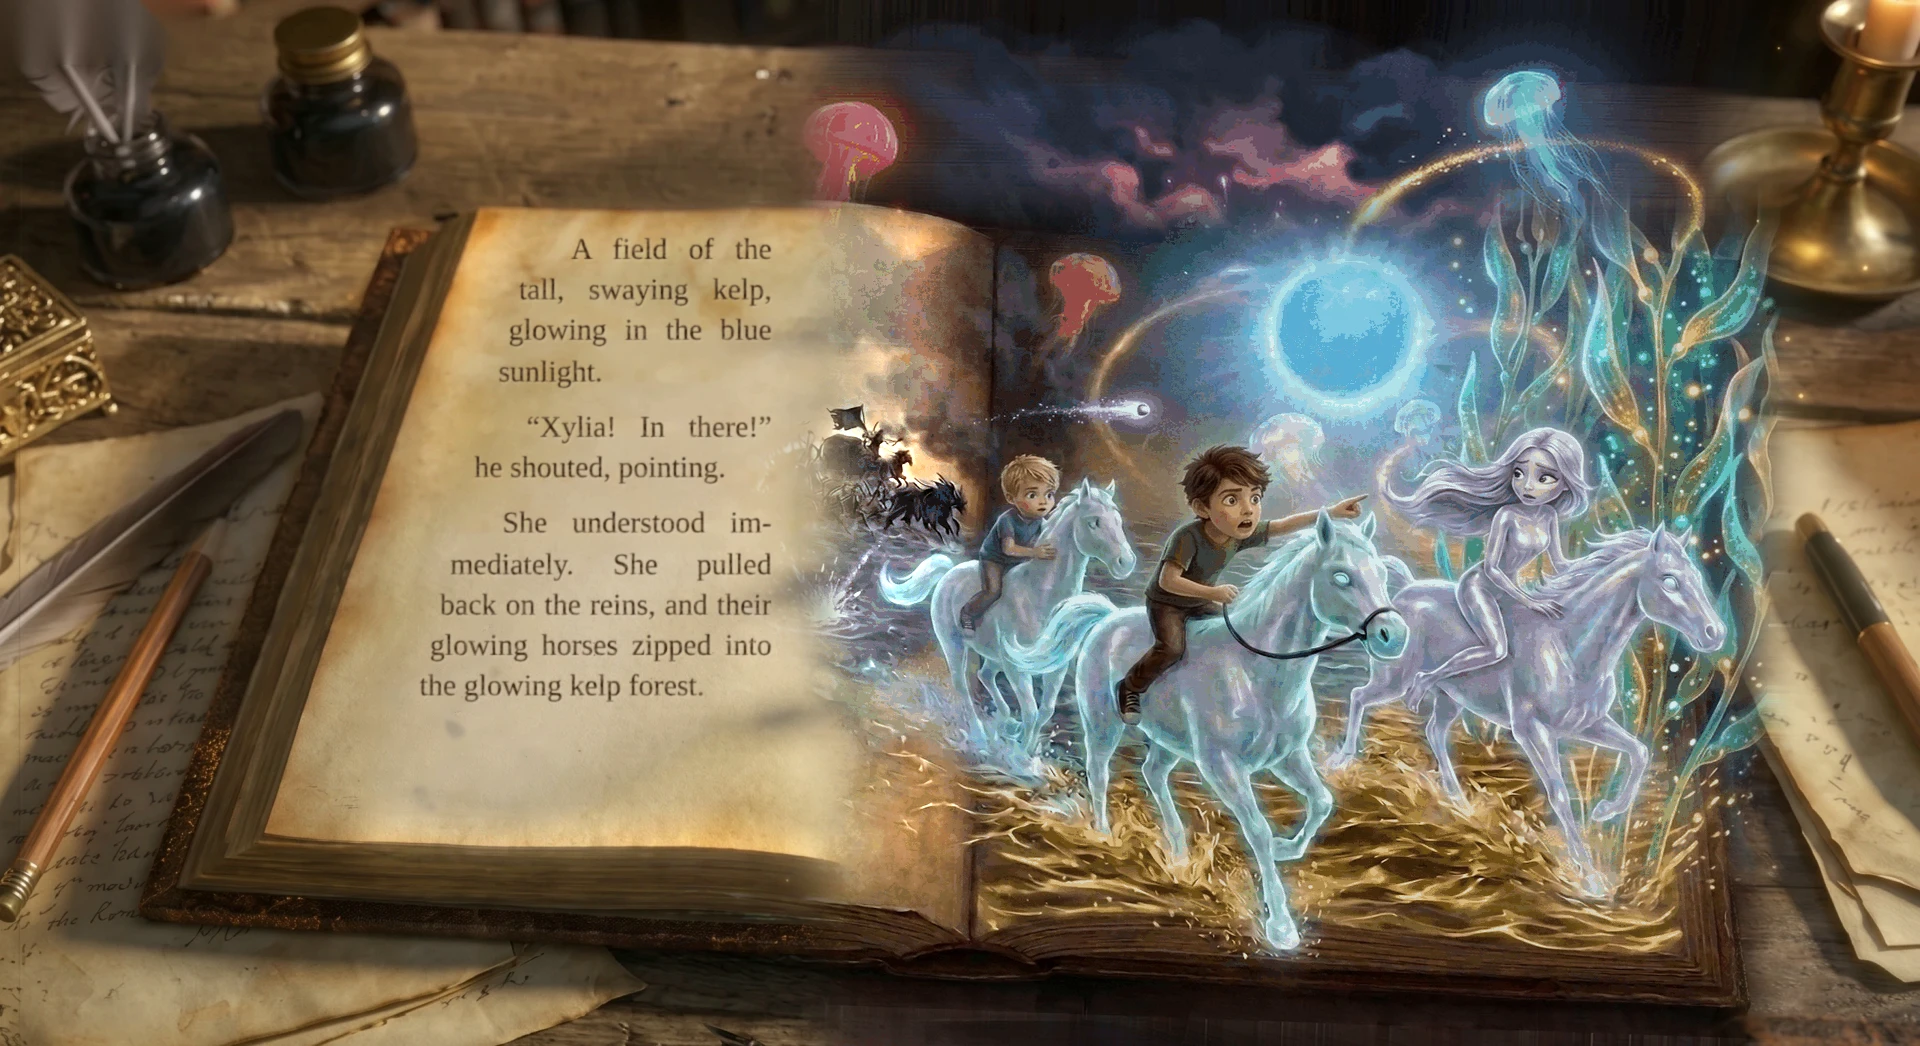 A field of the
tall, swaying kelp,
glowing in the blue
sunlight.
“Xylia! In there!”
he shouted, pointing.
She understood im-
mediately. She pulled
back on the reins, and their
glowing horses zipped into
the glowing kelp forest.